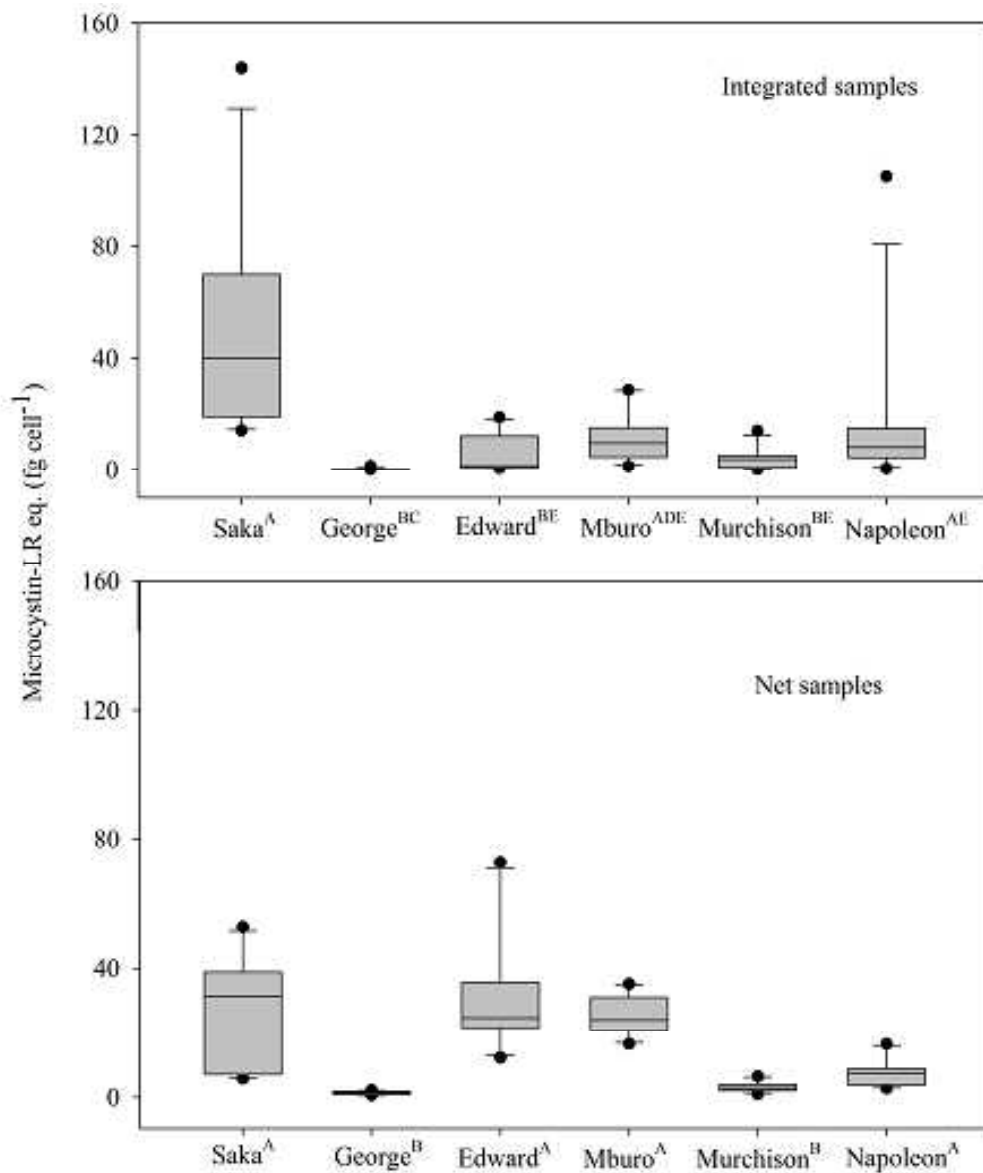 Microcystin-LR eq. (fg cell⁻¹)
160
120
80
40
0
Integrated samples
Saka^A George^BC Edward^BE Mburo^ADE Murchison^BE Napoleon^AE
160
120
80
40
0
Net samples
Saka^A George^B Edward^A Mburo^A Murchison^B Napoleon^A